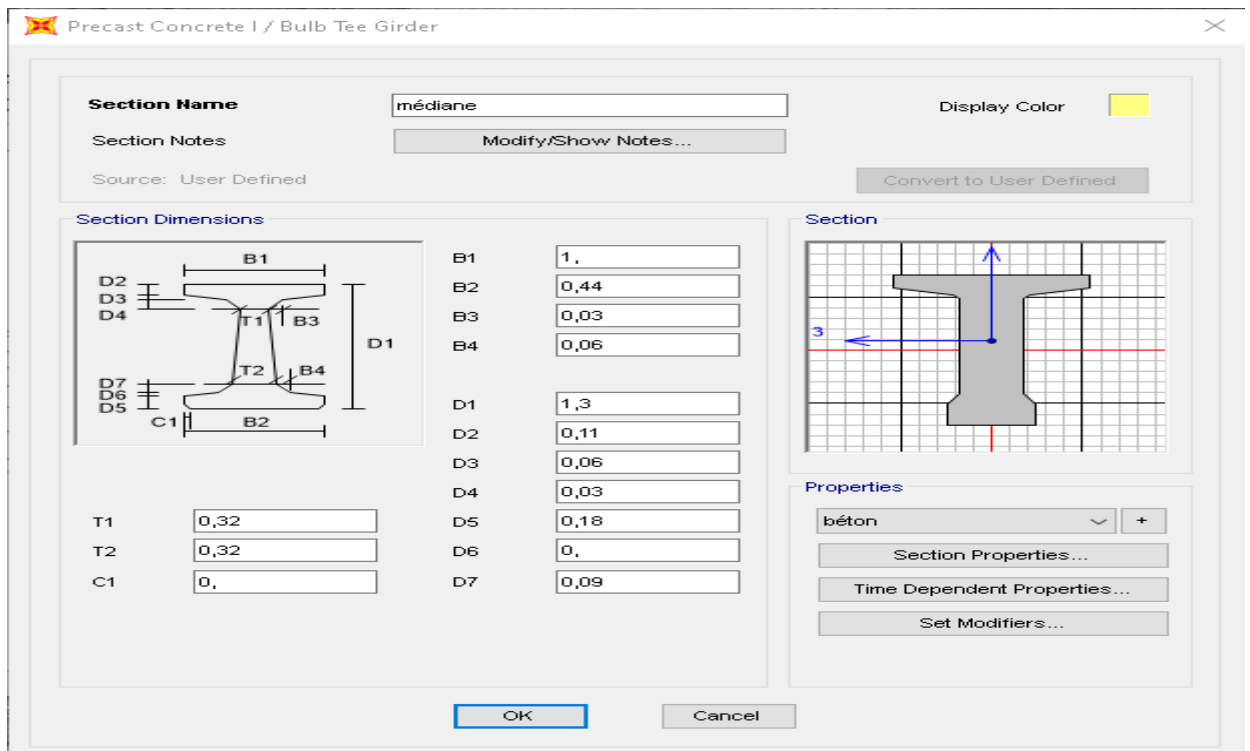 Precast Concrete I / Bulb Tee Girder
Section Name médiane Display Color
Section Notes Modify/Show Notes...
Source: User Defined Convert to User Defined
Section Dimensions
B1
D2
D3
D4
T1
B3
D1
T2
B4
D7
D6
D5
C1
B2
B1 1,
B2 0,44
B3 0,03
B4 0,06
D1 1,3
D2 0,11
D3 0,06
D4 0,03
T1 0,32 D5 0,18
T2 0,32 D6 0,
C1 0, D7 0,09
Section
3
Properties
béton +
Section Properties...
Time Dependent Properties...
Set Modifiers...
OK Cancel